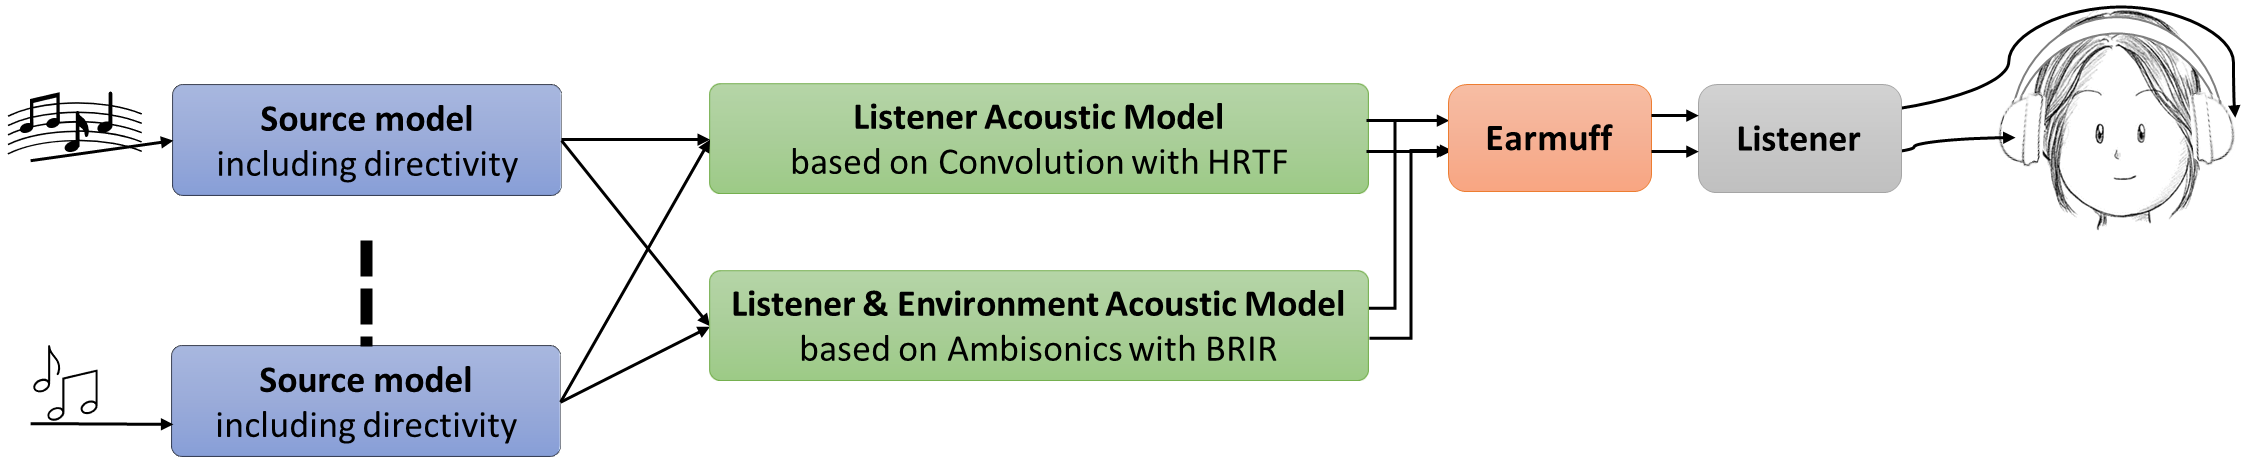 Source model
including directivity
Listener Acoustic Model
based on Convolution with HRTF
Earmuff
Listener
Listener & Environment Acoustic Model
based on Ambisonics with BRIR
Source model
including directivity